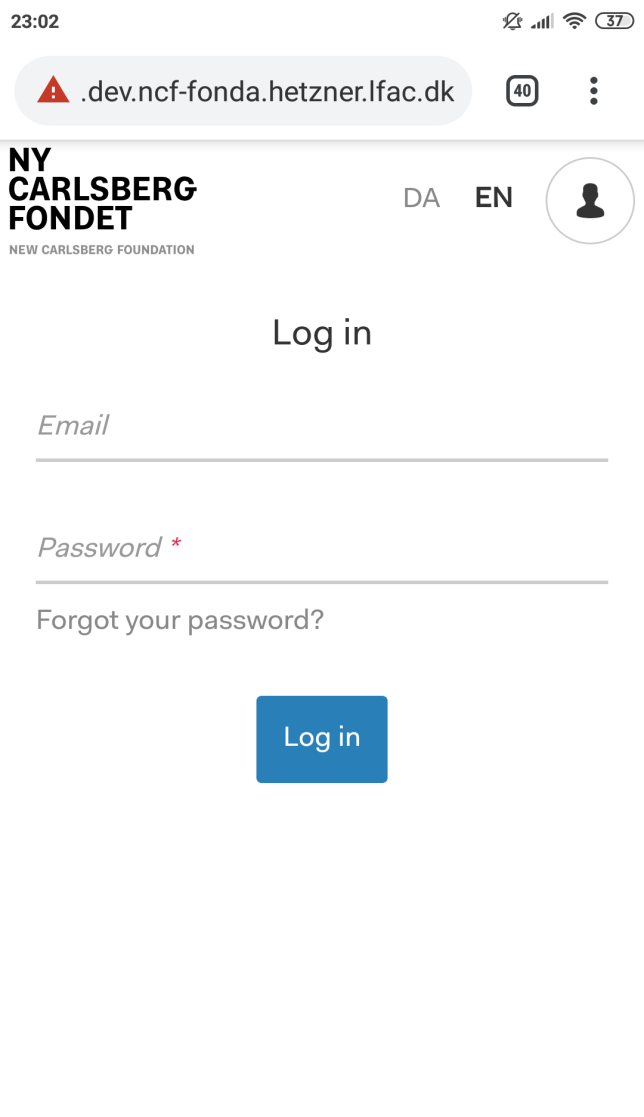 23:02
37
.dev.ncf-fonda.hetzner.lfac.dk
40
NY
CARLSBERG
FONDET
NEW CARLSBERG FOUNDATION
DA EN
Log in
Email
Password *
Forgot your password?
Log in